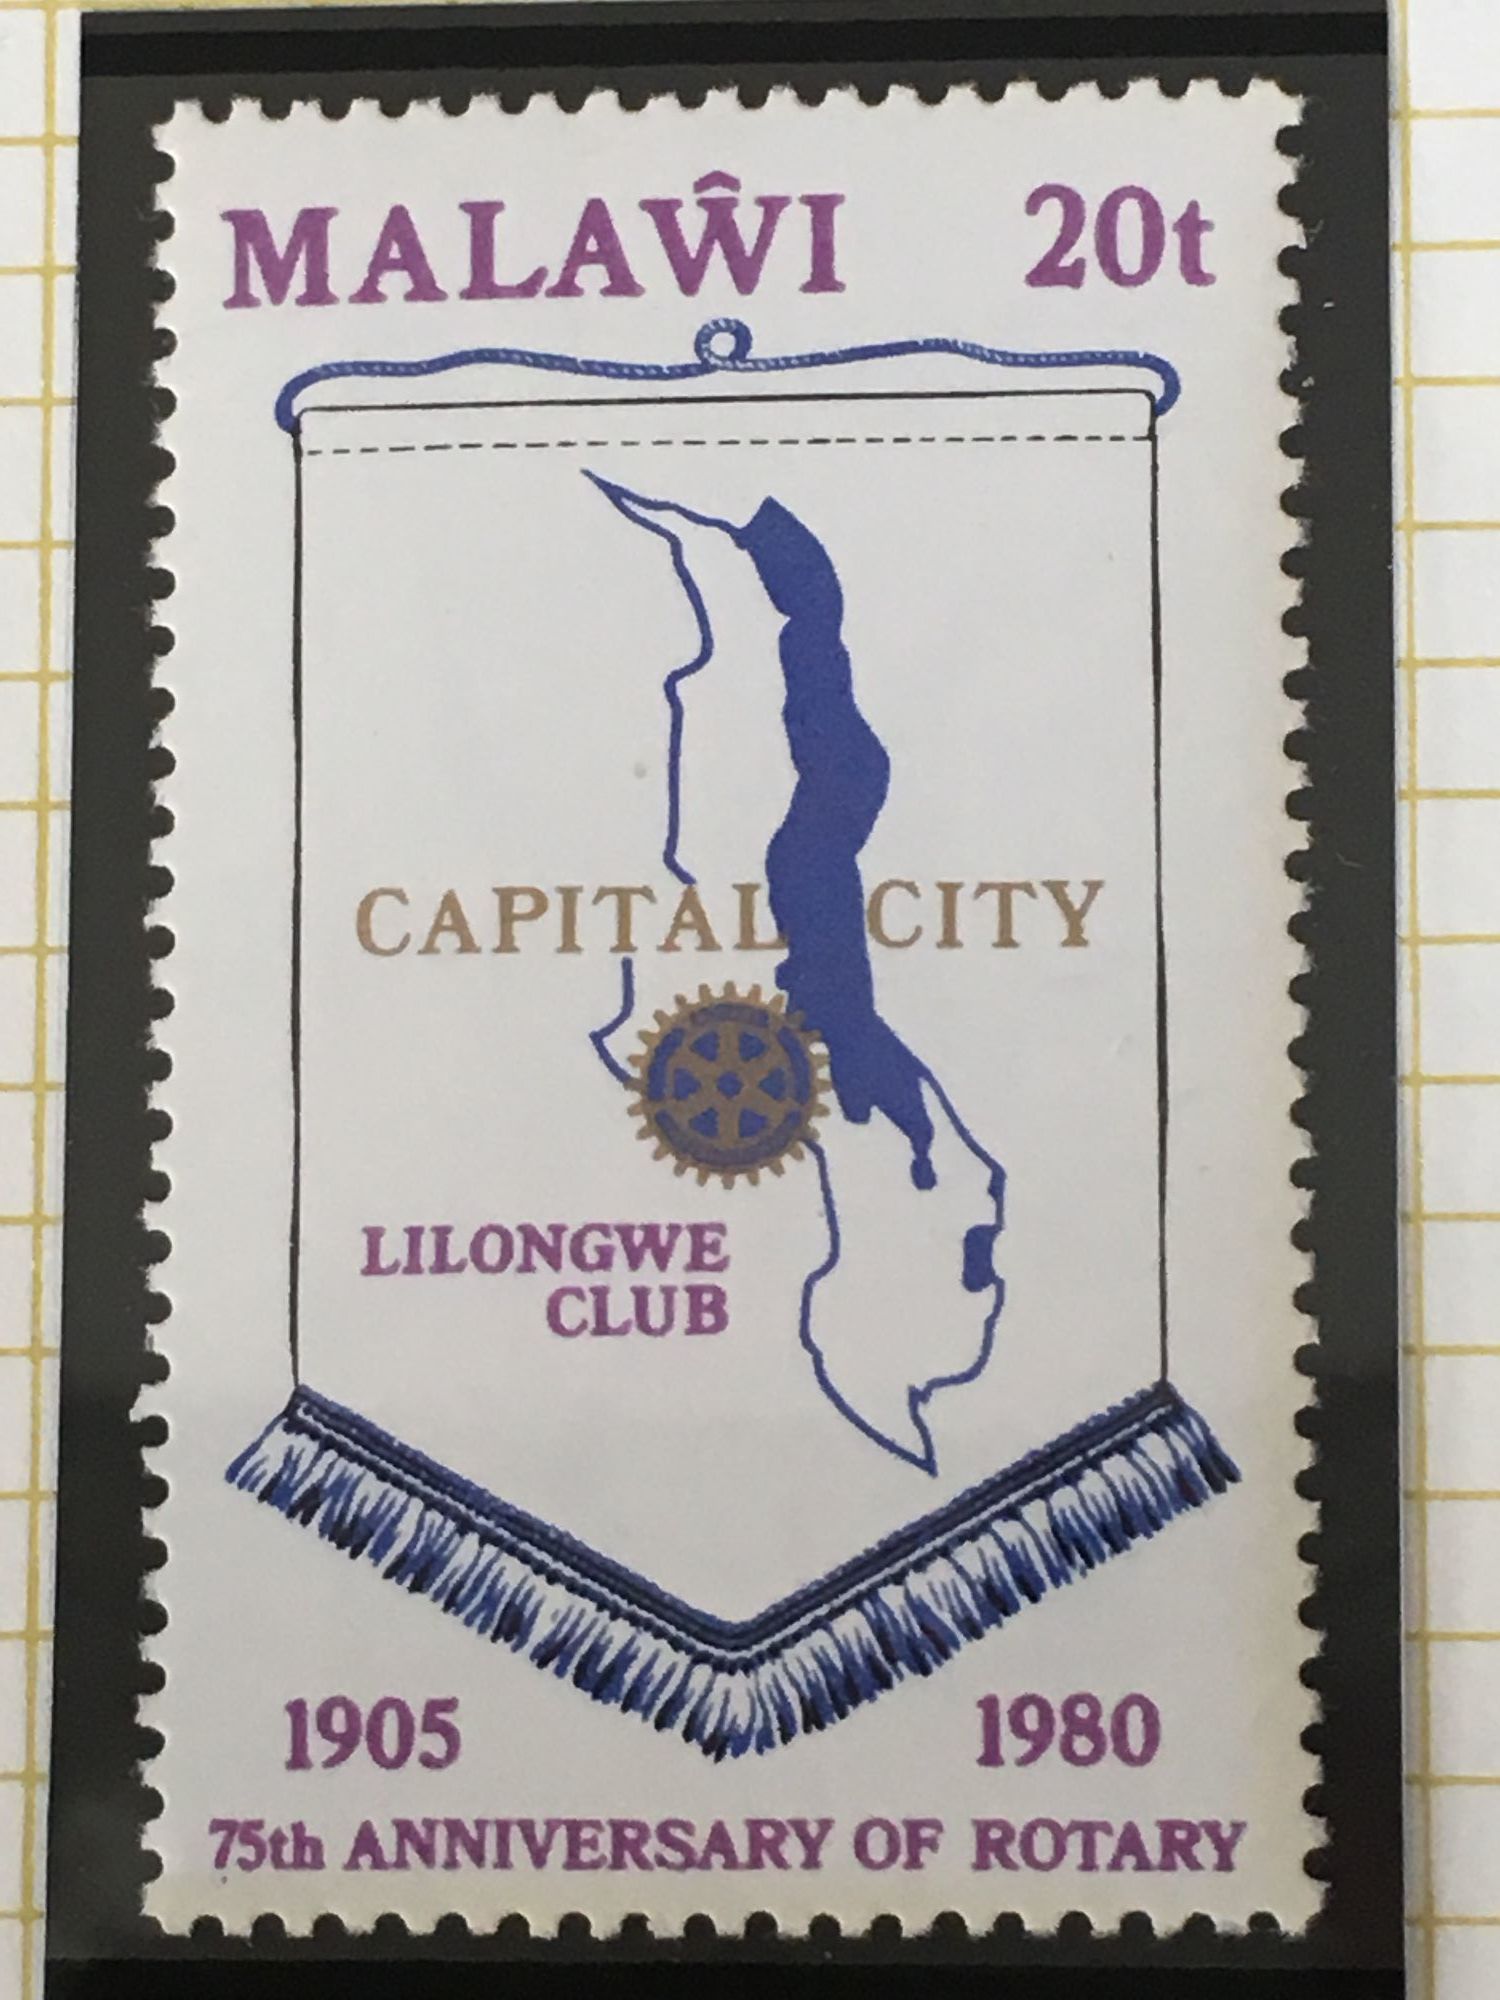 MALAŴI 20t
CAPITAL CITY
LILONGWE
CLUB
1905 1980
75th ANNIVERSARY OF ROTARY